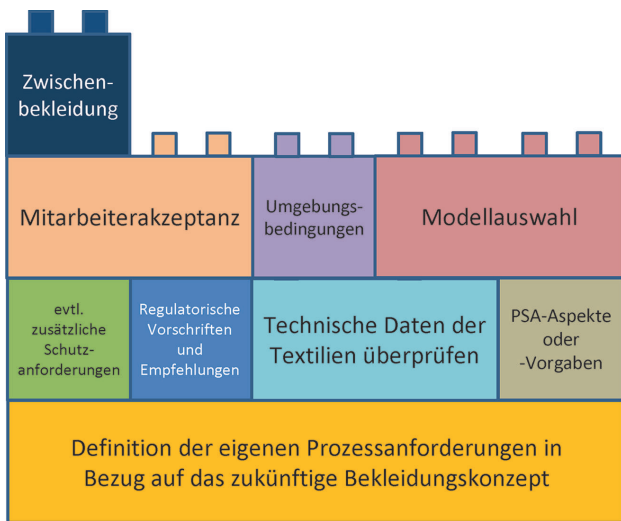 Zwischen-
bekleidung
Mitarbeiterakzeptanz
Umgebungs-
bedingungen
Modellauswahl
evtl.
zusätzliche
Schutz-
anforderungen
Regulatorische
Vorschriften
und
Empfehlungen
Technische Daten der
Textilien überprüfen
PSA-Aspekte
oder
-Vorgaben
Definition der eigenen Prozessanforderungen in
Bezug auf das zukünftige Bekleidungskonzept